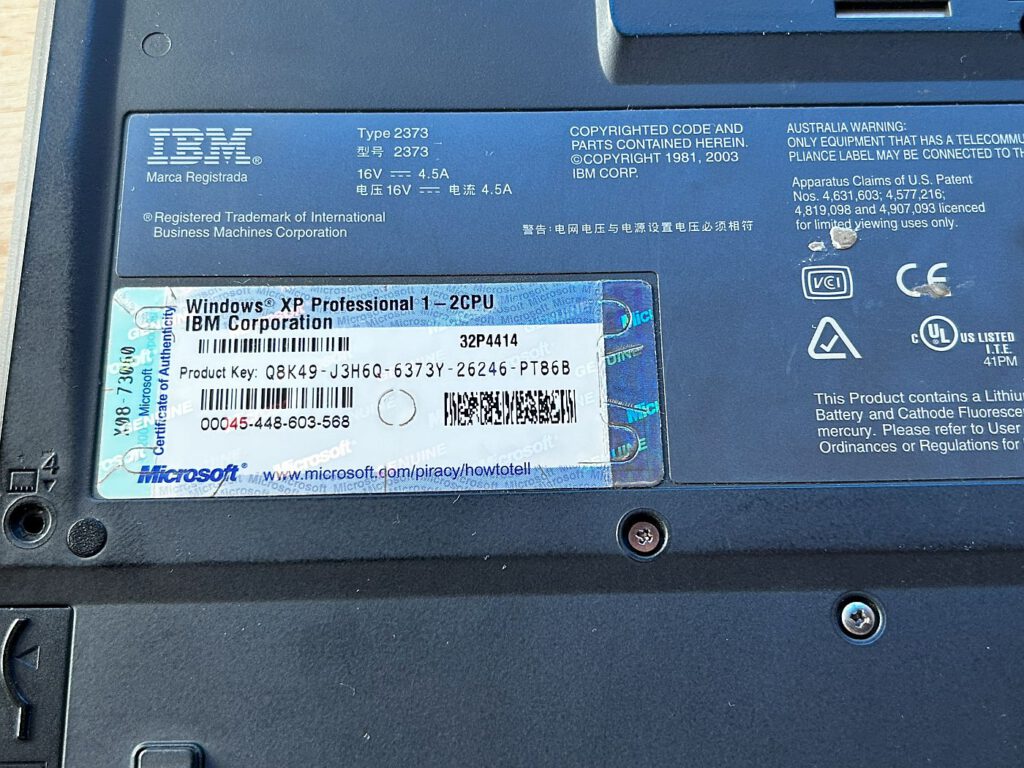 IBM®
Marca Registrada
Type 2373
型号 2373
16V ⎓ 4.5A
电压 16V ⎓ 电流 4.5A
®Registered Trademark of International
Business Machines Corporation
COPYRIGHTED CODE AND
PARTS CONTAINED HEREIN.
©COPYRIGHT 1981, 2003
IBM CORP.
警告:电网电压与电源设置电压必须相符
AUSTRALIA WARNING:
ONLY EQUIPMENT THAT HAS A TELECOMMU
PLIANCE LABEL MAY BE CONNECTED TO TH
Apparatus Claims of U.S. Patent
Nos. 4,631,603; 4,577,216;
4,819,098 and 4,907,093 licenced
for limited viewing uses only.
VCI
CE
C UL US LISTED
I.T.E.
41PM
This Product contains a Lithiu
Battery and Cathode Fluoresce
mercury. Please refer to User
Ordinances or Regulations for
Windows® XP Professional 1-2CPU
IBM Corporation
32P4414
Product Key: Q8K49-J3H6Q-6373Y-26246-PT86B
00045-448-603-568
Microsoft® www.microsoft.com/piracy/howtotell
Certificate of Authenticity
4